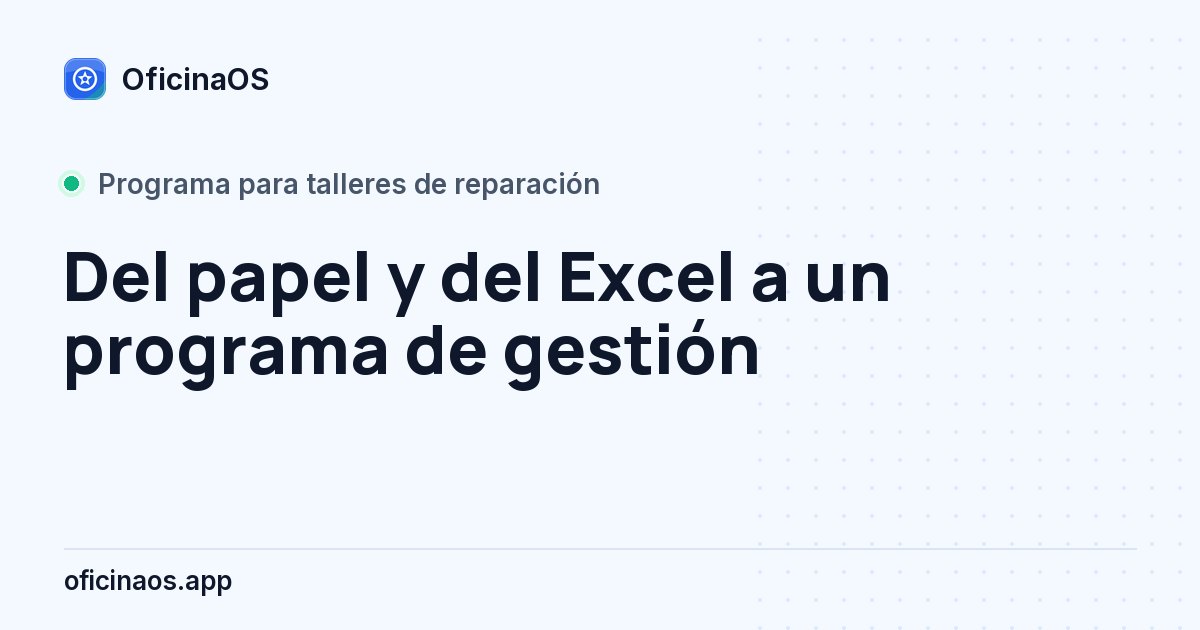 OficinaOS
Programa para talleres de reparación
Del papel y del Excel a un
programa de gestión
oficinaos.app